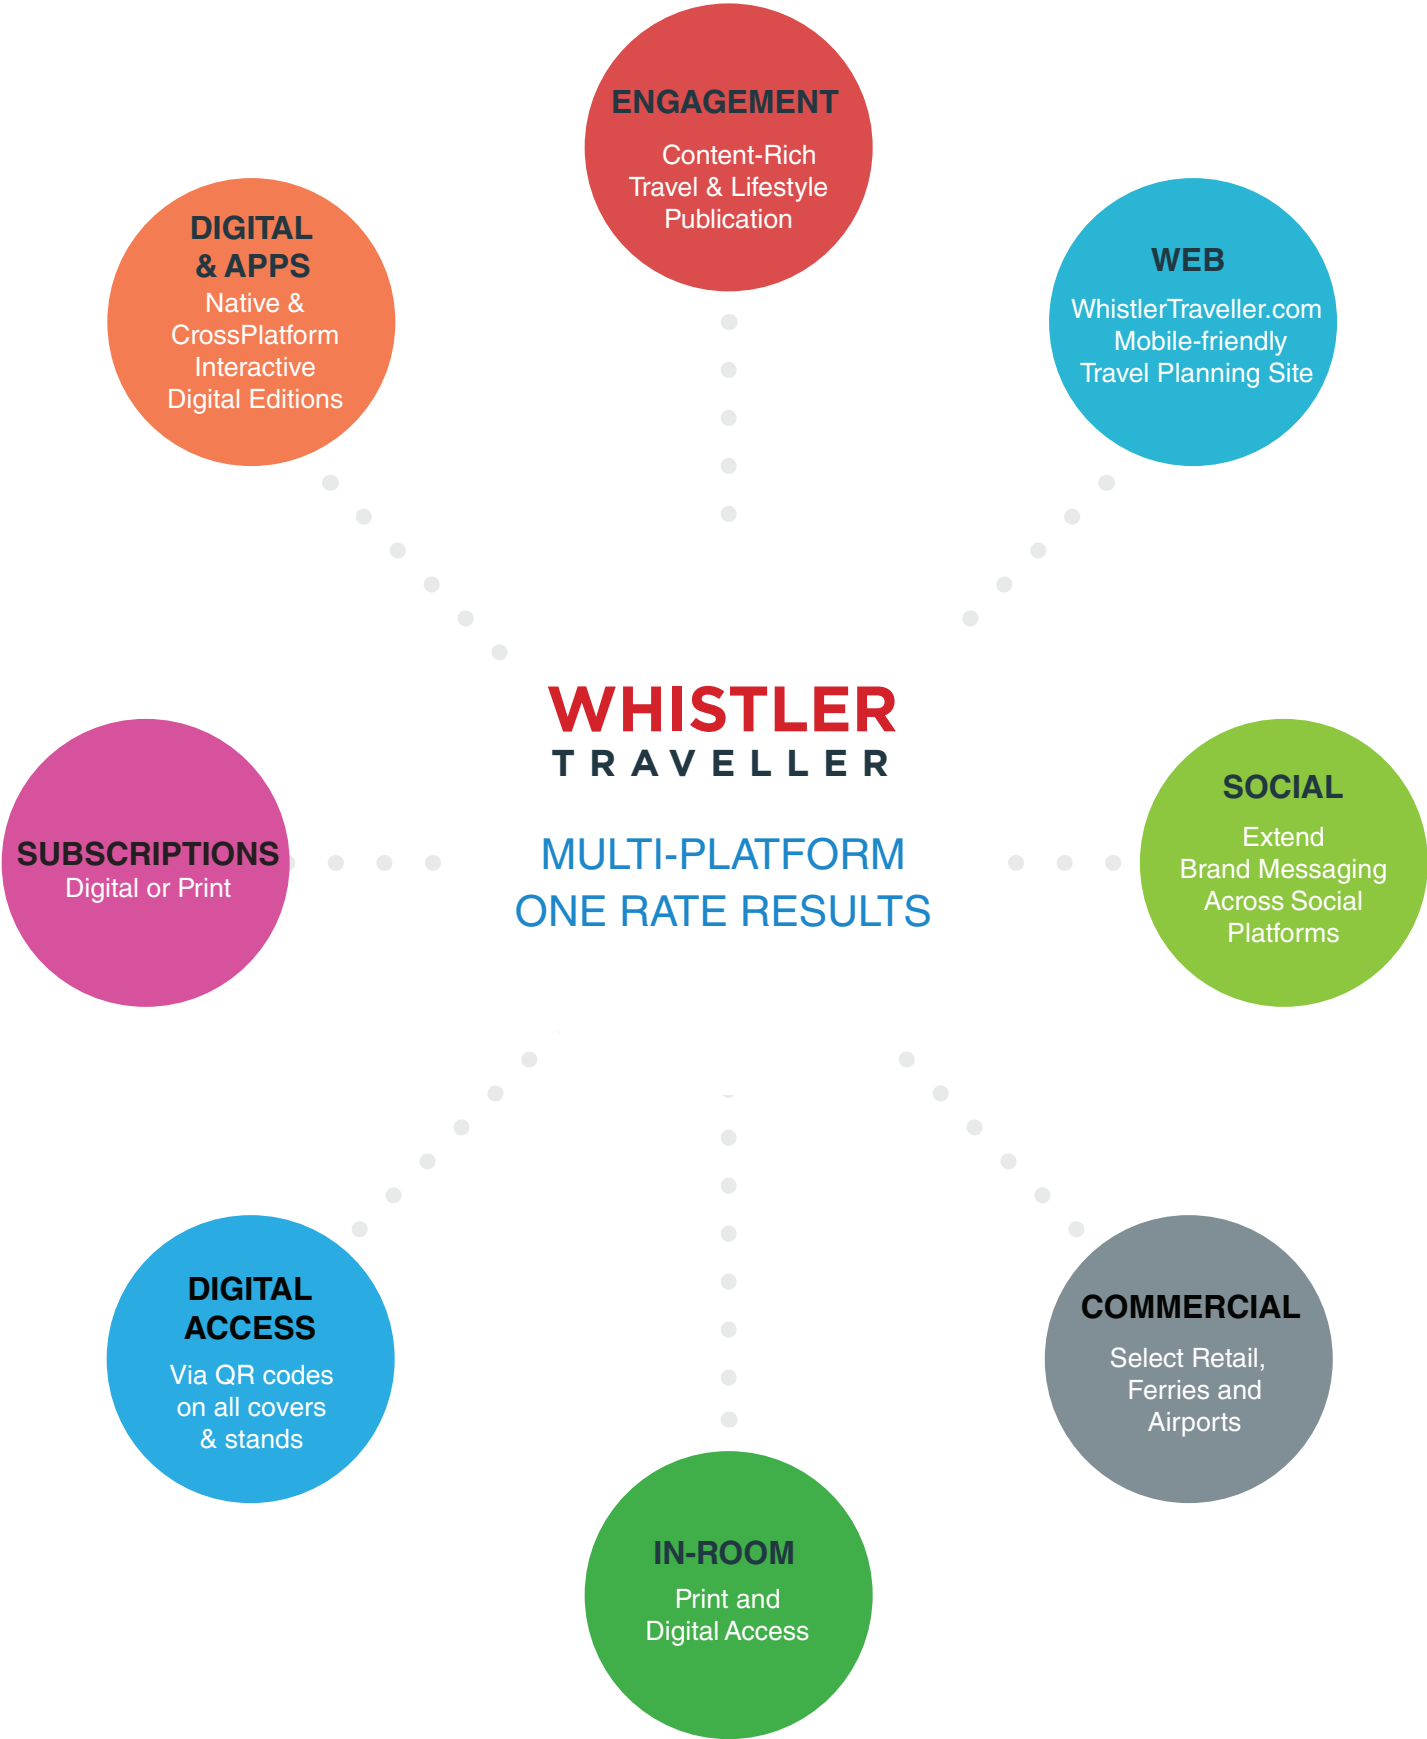 ENGAGEMENT
Content-Rich
Travel & Lifestyle
Publication
DIGITAL
& APPS
Native &
CrossPlatform
Interactive
Digital Editions
WEB
WhistlerTraveller.com
Mobile-friendly
Travel Planning Site
WHISTLER
TRAVELLER
MULTI-PLATFORM
ONE RATE RESULTS
SUBSCRIPTIONS
Digital or Print
SOCIAL
Extend
Brand Messaging
Across Social
Platforms
DIGITAL
ACCESS
Via QR codes
on all covers
& stands
COMMERCIAL
Select Retail,
Ferries and
Airports
IN-ROOM
Print and
Digital Access